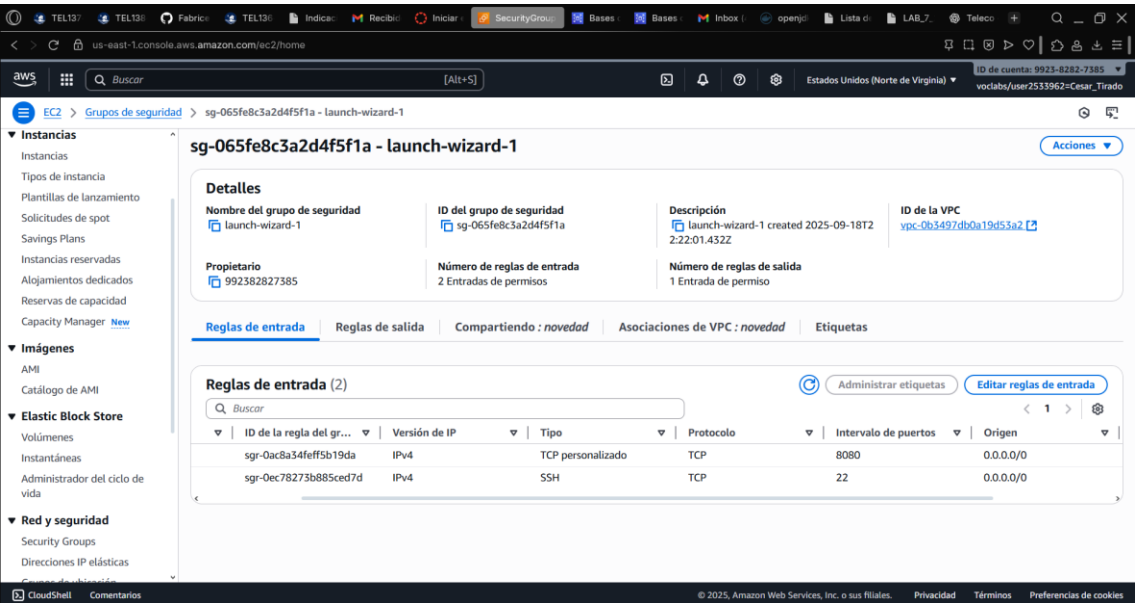 TEL137
TEL138
Fabrice
TEL136
Indicac
Recibid
Iniciar
SecurityGroup
Bases
Bases
Inbox (
openjd
Lista d
LAB_7_
Teleco
us-east-1.console.aws.amazon.com/ec2/home
aws
Buscar
[Alt+S]
Estados Unidos (Norte de Virginia)
ID de cuenta: 9923-8282-7385
voclabs/user2533962=Cesar_Tirado
EC2 > Grupos de seguridad > sg-065fe8c3a2d4f5f1a - launch-wizard-1
Instancias
Instancias
Tipos de instancia
Plantillas de lanzamiento
Solicitudes de spot
Savings Plans
Instancias reservadas
Alojamientos dedicados
Reservas de capacidad
Capacity Manager New
Imágenes
AMI
Catálogo de AMI
Elastic Block Store
Volúmenes
Instantáneas
Administrador del ciclo de
vida
Red y seguridad
Security Groups
Direcciones IP elásticas
sg-065fe8c3a2d4f5f1a - launch-wizard-1
Acciones
Detalles
Nombre del grupo de seguridad
launch-wizard-1
ID del grupo de seguridad
sg-065fe8c3a2d4f5f1a
Descripción
launch-wizard-1 created 2025-09-18T2
2:22:01.432Z
ID de la VPC
vpc-0b3497db0a19d53a2
Propietario
992382827385
Número de reglas de entrada
2 Entradas de permisos
Número de reglas de salida
1 Entrada de permiso
Reglas de entrada
Reglas de salida
Compartiendo : novedad
Asociaciones de VPC : novedad
Etiquetas
Reglas de entrada (2)
Administrar etiquetas
Editar reglas de entrada
Buscar
1
ID de la regla del gr... Versión de IP Tipo Protocolo Intervalo de puertos Origen
sgr-0ac8a34feff5b19da IPv4 TCP personalizado TCP 8080 0.0.0.0/0
sgr-0ec78273b885ced7d IPv4 SSH TCP 22 0.0.0.0/0
CloudShell Comentarios
© 2025, Amazon Web Services, Inc. o sus filiales. Privacidad Términos Preferencias de cookies